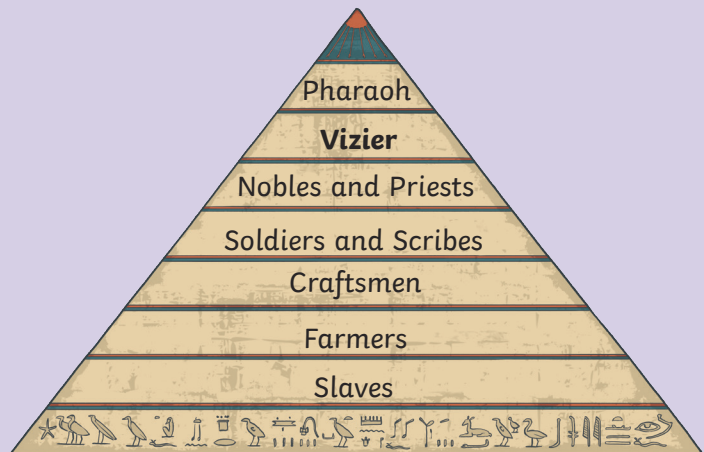 Pharaoh
Vizier
Nobles and Priests
Soldiers and Scribes
Craftsmen
Farmers
Slaves